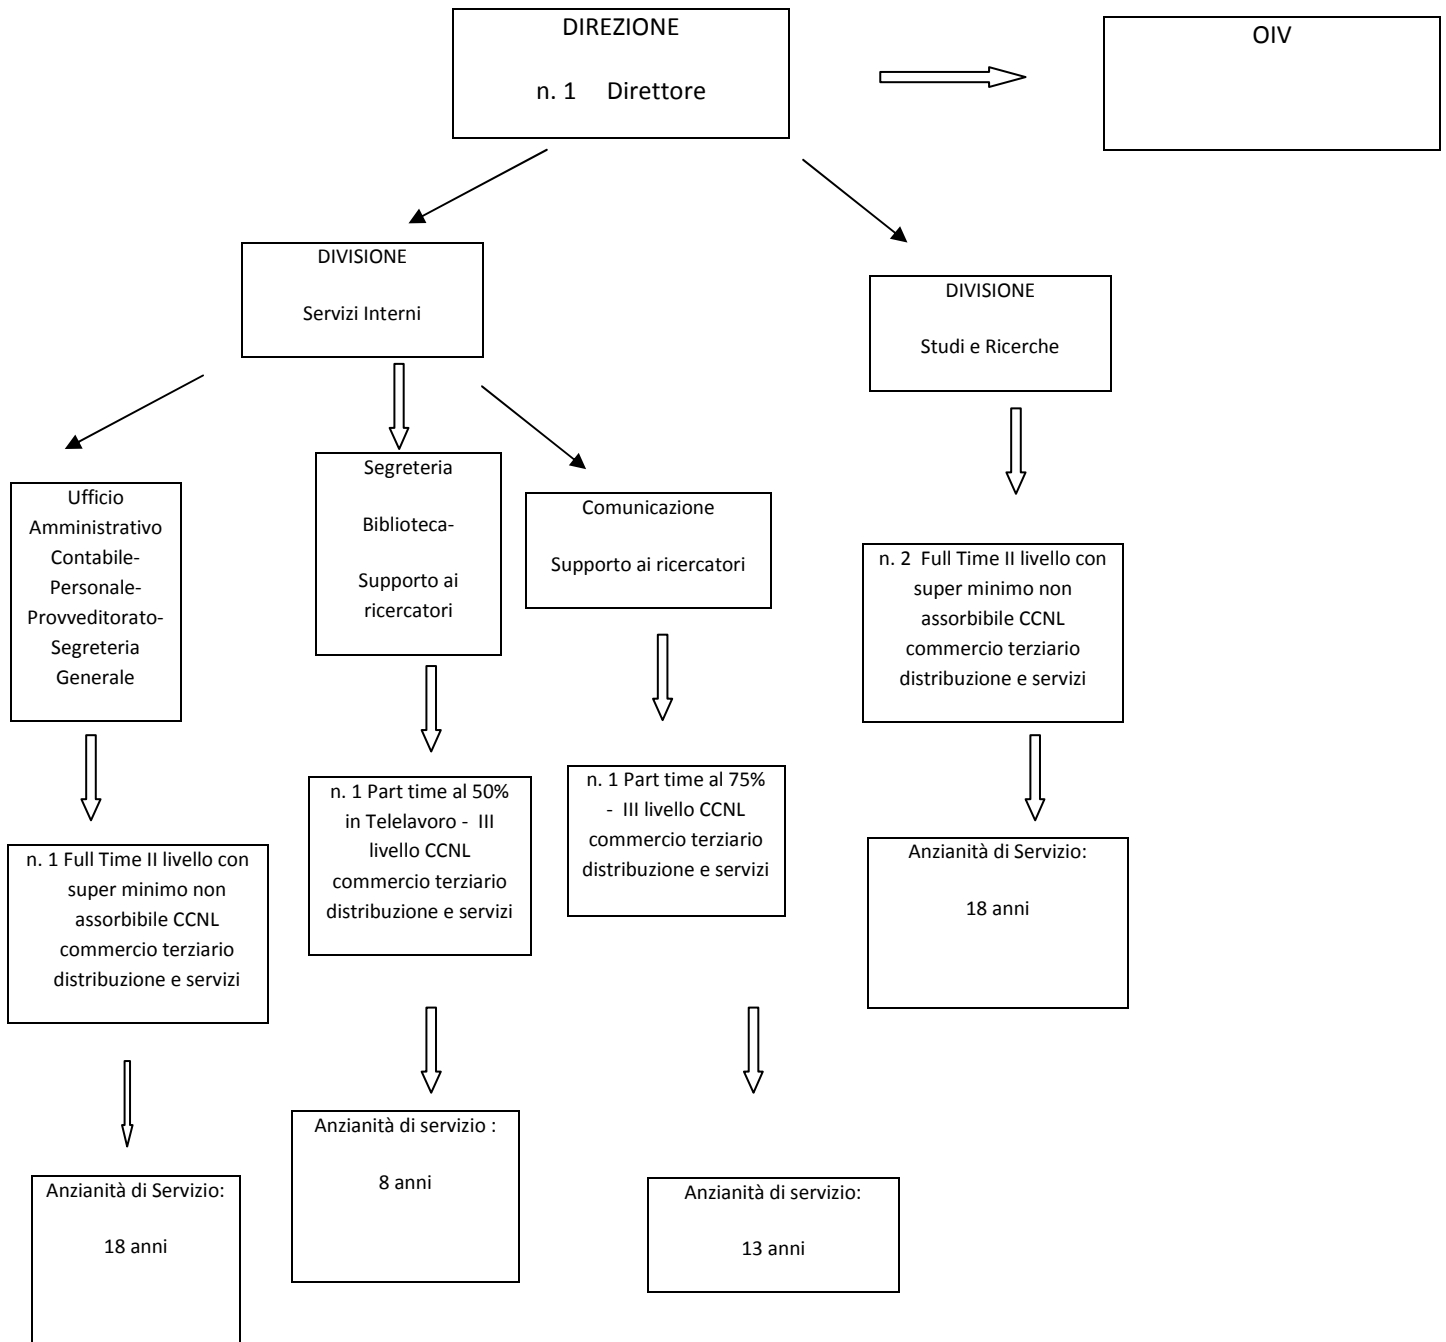 DIREZIONE
n. 1 Direttore
OIV
DIVISIONE
Servizi Interni
DIVISIONE
Studi e Ricerche
Ufficio
Amministrativo
Contabile-
Personale-
Provveditorato-
Segreteria
Generale
Segreteria
Biblioteca-
Supporto ai
ricercatori
Comunicazione
Supporto ai ricercatori
n. 2 Full Time II livello con
super minimo non
assorbibile CCNL
commercio terziario
distribuzione e servizi
n. 1 Full Time II livello con
super minimo non
assorbibile CCNL
commercio terziario
distribuzione e servizi
n. 1 Part time al 50%
in Telelavoro - III
livello CCNL
commercio terziario
distribuzione e servizi
n. 1 Part time al 75%
- III livello CCNL
commercio terziario
distribuzione e servizi
Anzianità di Servizio:
18 anni
Anzianità di Servizio:
18 anni
Anzianità di servizio :
8 anni
Anzianità di servizio:
13 anni